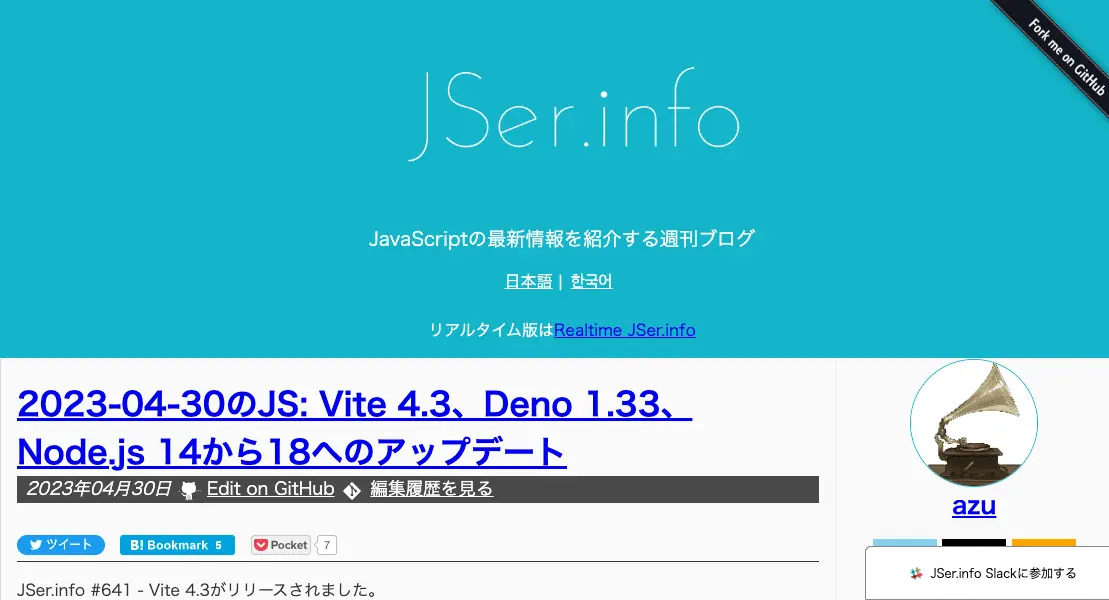 Fork me on GitHub
JSer.info
JavaScriptの最新情報を紹介する週刊ブログ
日本語 | 한국어
リアルタイム版はRealtime JSer.info
2023-04-30のJS: Vite 4.3、Deno 1.33、
Node.js 14から18へのアップデート
2023年04月30日 Edit on GitHub 編集履歴を見る
ツイート B! Bookmark 5 Pocket 7
JSer.info #641 - Vite 4.3がリリースされました。
azu
JSer.info Slackに参加する